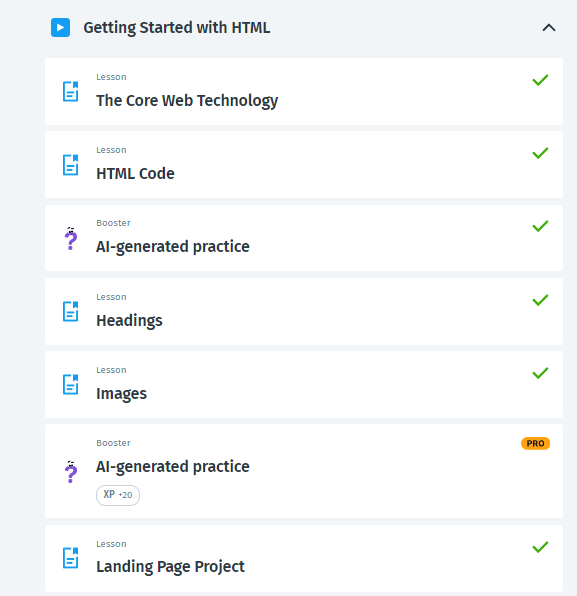 Getting Started with HTML
Lesson
The Core Web Technology
Lesson
HTML Code
Booster
AI-generated practice
Lesson
Headings
Lesson
Images
Booster
PRO
AI-generated practice
XP +20
Lesson
Landing Page Project